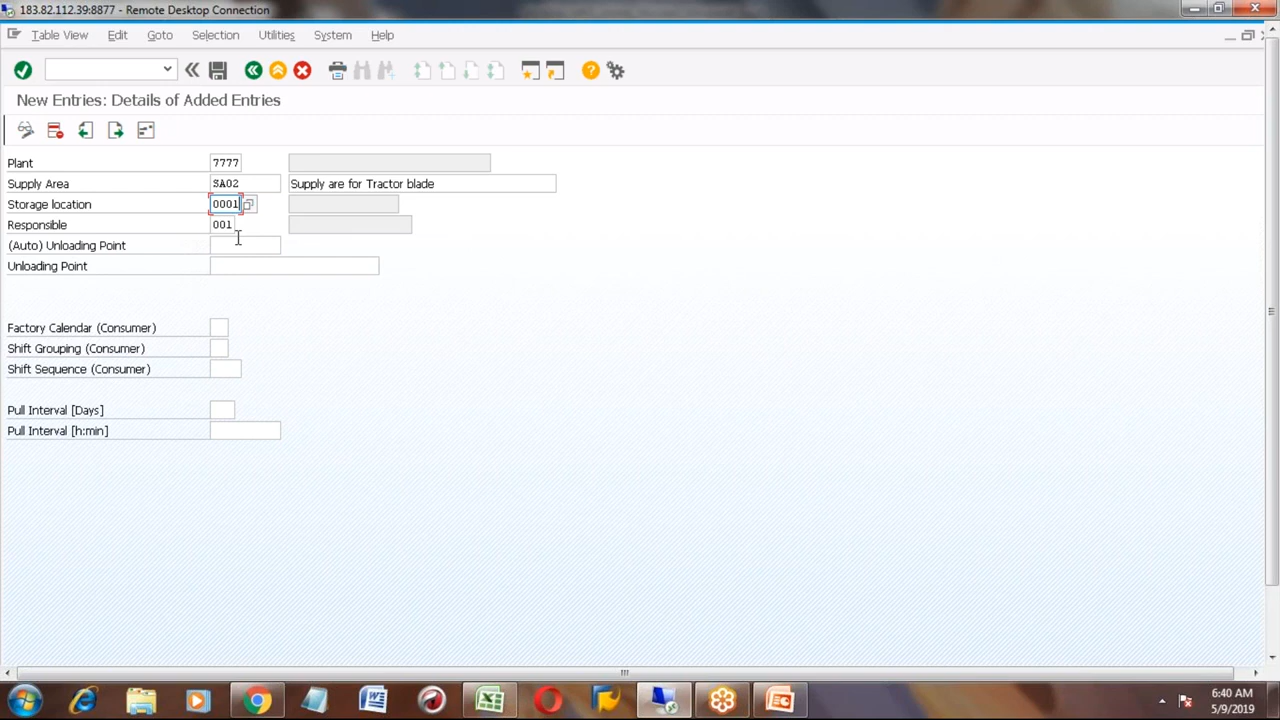 183.82.112.39:8877 - Remote Desktop Connection
Table View Edit Goto Selection Utilities System Help
New Entries: Details of Added Entries
Plant 7777
Supply Area SA02 Supply are for Tractor blade
Storage location 0001
Responsible 001
(Auto) Unloading Point
Unloading Point
Factory Calendar (Consumer)
Shift Grouping (Consumer)
Shift Sequence (Consumer)
Pull Interval [Days]
Pull Interval [h:min]
6:40 AM
5/9/2019